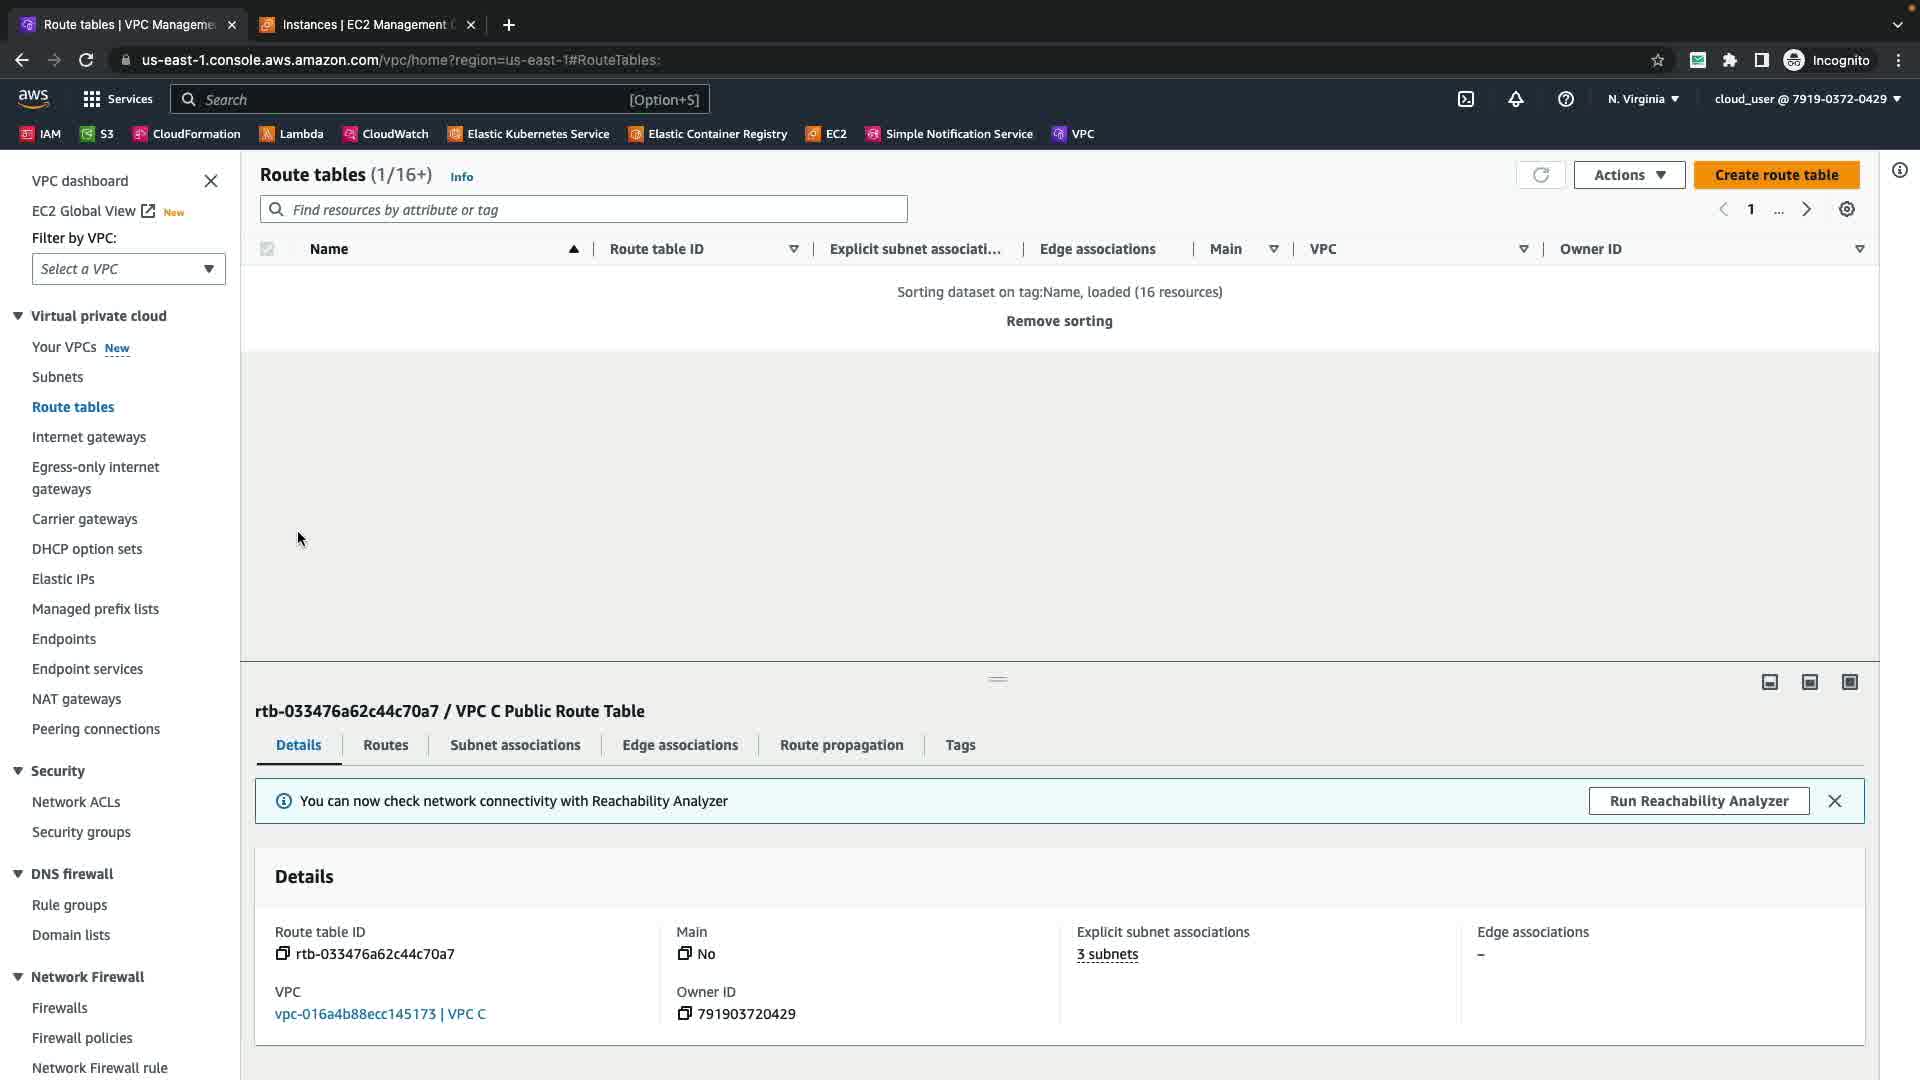 Route tables | VPC Manageme
Instances | EC2 Management
us-east-1.console.aws.amazon.com/vpc/home?region=us-east-1#RouteTables:
Incognito
aws
Services
Search
[Option+S]
N. Virginia
cloud_user @ 7919-0372-0429
IAM
S3
CloudFormation
Lambda
CloudWatch
Elastic Kubernetes Service
Elastic Container Registry
EC2
Simple Notification Service
VPC
VPC dashboard
EC2 Global View New
Filter by VPC:
Select a VPC
Virtual private cloud
Your VPCs New
Subnets
Route tables
Internet gateways
Egress-only internet
gateways
Carrier gateways
DHCP option sets
Elastic IPs
Managed prefix lists
Endpoints
Endpoint services
NAT gateways
Peering connections
Security
Network ACLs
Security groups
DNS firewall
Rule groups
Domain lists
Network Firewall
Firewalls
Firewall policies
Network Firewall rule
Route tables (1/16+) Info
Actions
Create route table
Find resources by attribute or tag
1 ...
Name
Route table ID
Explicit subnet associati...
Edge associations
Main
VPC
Owner ID
Sorting dataset on tag:Name, loaded (16 resources)
Remove sorting
rtb-033476a62c44c70a7 / VPC C Public Route Table
Details
Routes
Subnet associations
Edge associations
Route propagation
Tags
You can now check network connectivity with Reachability Analyzer
Run Reachability Analyzer
Details
Route table ID
rtb-033476a62c44c70a7
Main
No
Explicit subnet associations
3 subnets
Edge associations
–
VPC
vpc-016a4b88ecc145173 | VPC C
Owner ID
791903720429